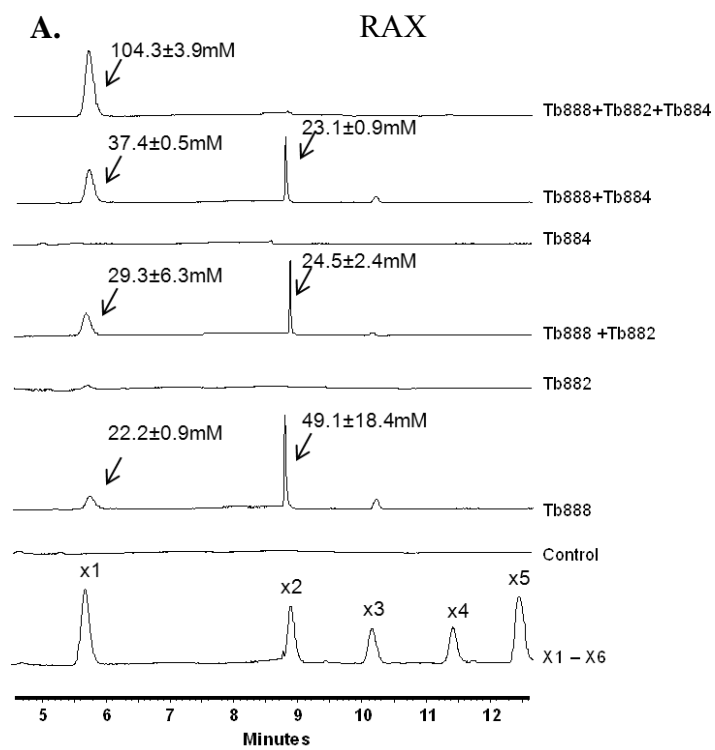 A. RAX
104.3±3.9mM
Tb888+Tb882+Tb884
37.4±0.5mM 23.1±0.9mM
Tb888+Tb884
Tb884
29.3±6.3mM 24.5±2.4mM
Tb888 +Tb882
Tb882
22.2±0.9mM 49.1±18.4mM
Tb888
Control
x1 x2 x3 x4 x5
X1 – X6
5 6 7 8 9 10 11 12
Minutes